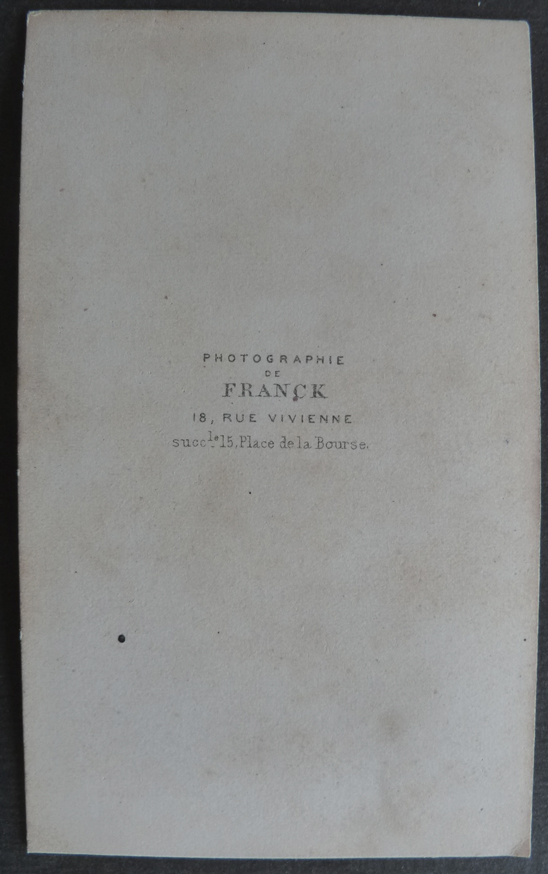 PHOTOGRAPHIE
DE
FRANCK
18, RUE VIVIENNE
succle 15, Place de la Bourse.